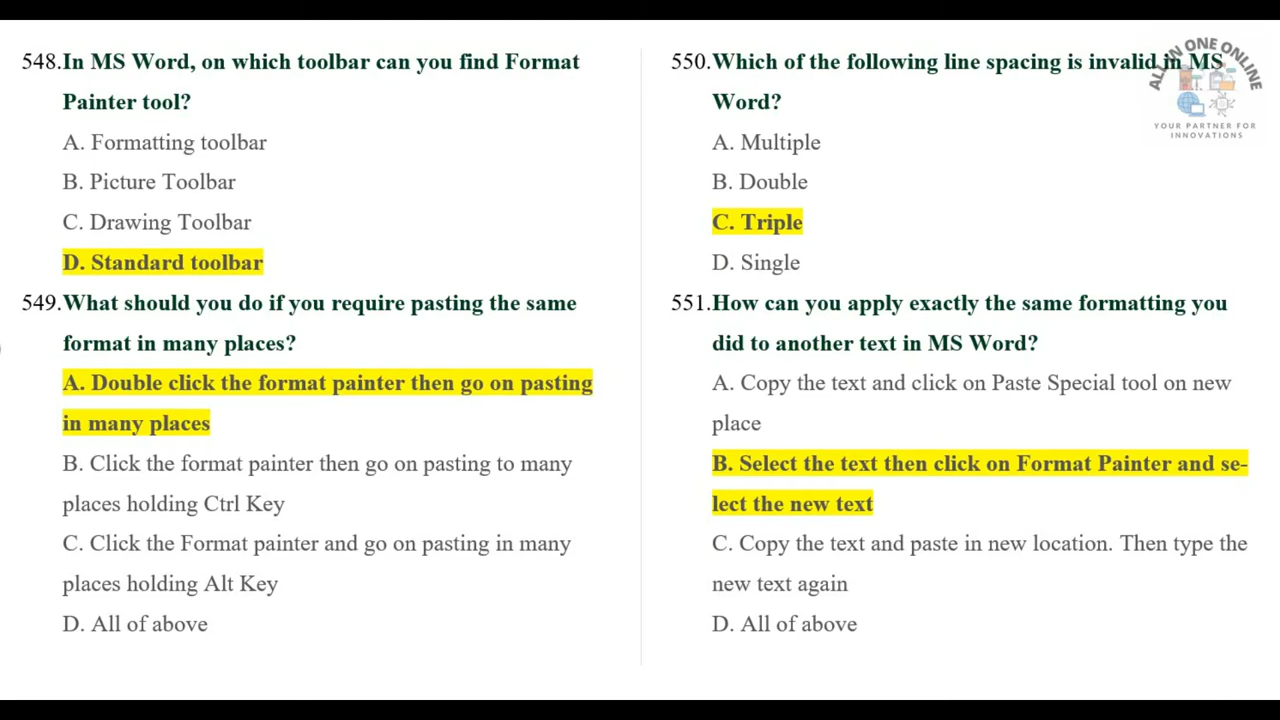 548.In MS Word, on which toolbar can you find Format
Painter tool?
A. Formatting toolbar
B. Picture Toolbar
C. Drawing Toolbar
D. Standard toolbar
549.What should you do if you require pasting the same
format in many places?
A. Double click the format painter then go on pasting
in many places
B. Click the format painter then go on pasting to many
places holding Ctrl Key
C. Click the Format painter and go on pasting in many
places holding Alt Key
D. All of above
550.Which of the following line spacing is invalid in MS
Word?
A. Multiple
B. Double
C. Triple
D. Single
551.How can you apply exactly the same formatting you
did to another text in MS Word?
A. Copy the text and click on Paste Special tool on new
place
B. Select the text then click on Format Painter and se-
lect the new text
C. Copy the text and paste in new location. Then type the
new text again
D. All of above
ALL IN ONE ONLINE
YOUR PARTNER FOR
INNOVATIONS